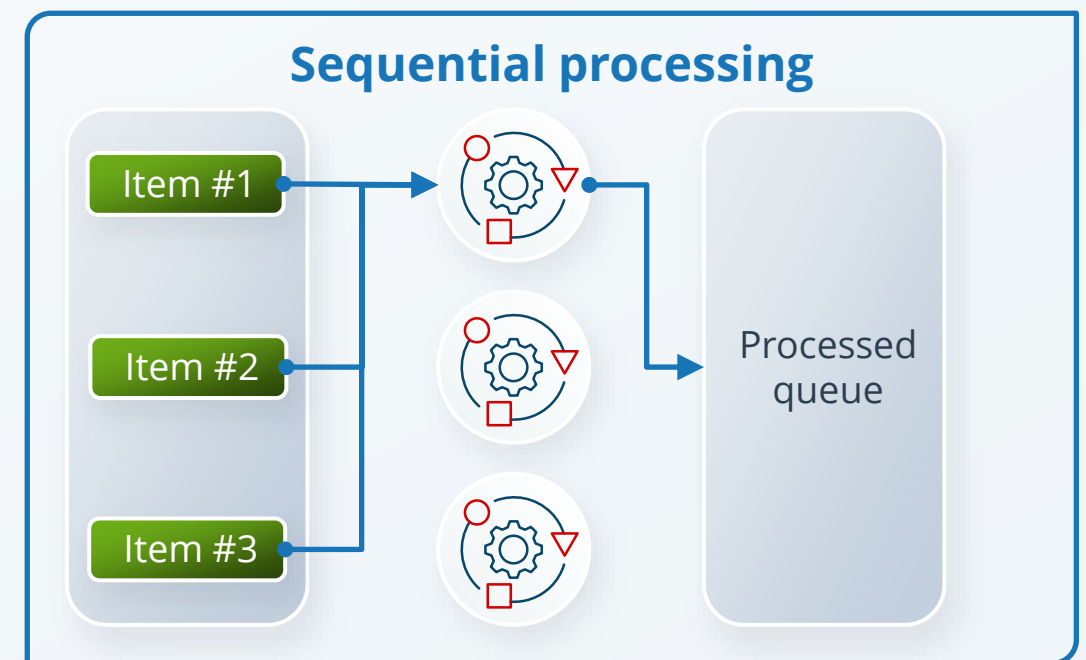 Sequential processing
Item #1
Item #2
Item #3
Processed
queue